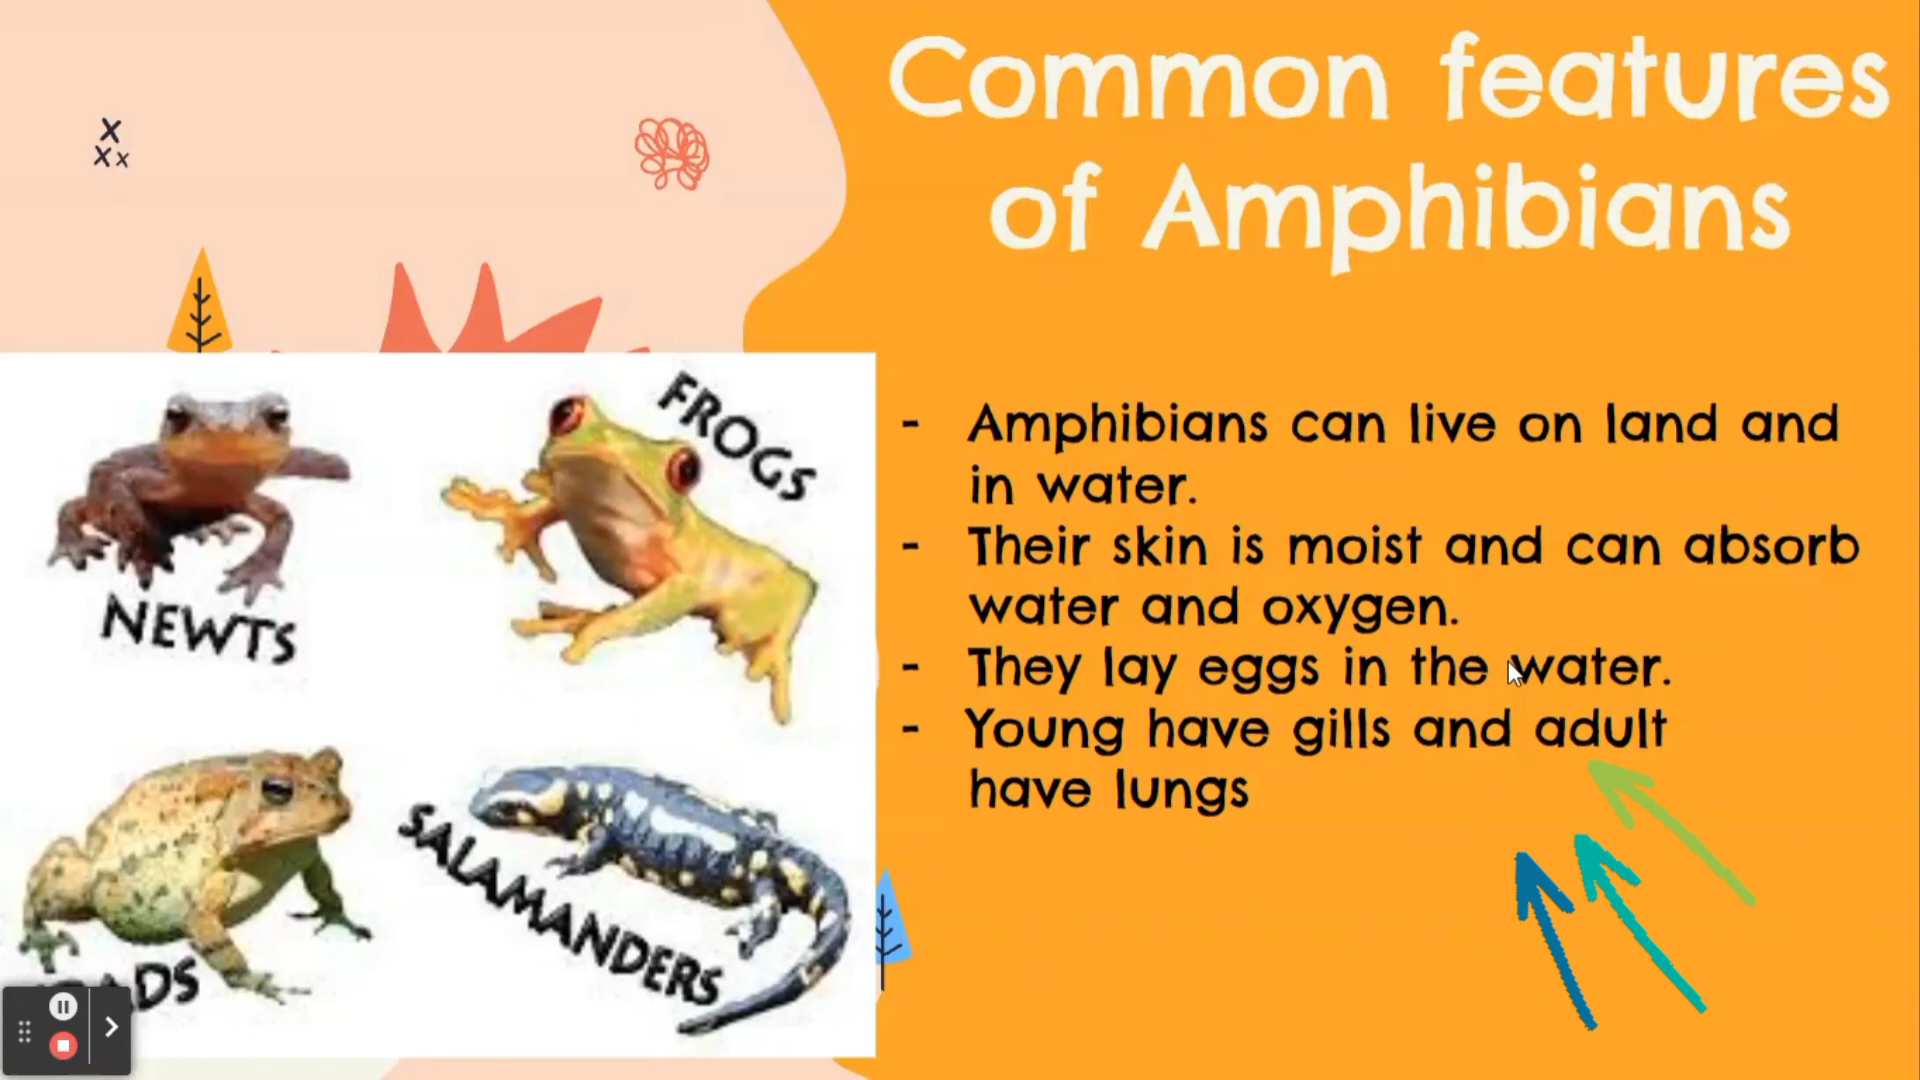 Common features
of Amphibians
NEWTS
FROGS
SALAMANDERS
- Amphibians can live on land and
in water.
- Their skin is moist and can absorb
water and oxygen.
- They lay eggs in the water.
- Young have gills and adult
have lungs